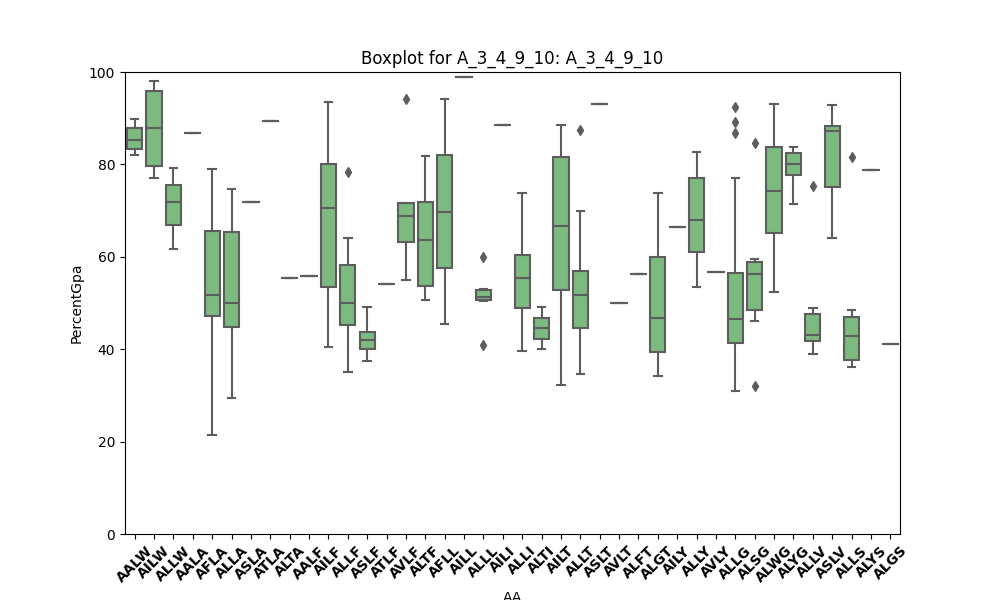 Boxplot for A_3_4_9_10: A_3_4_9_10
PercentGpa
100
80
60
40
20
0
AALW AILW ALLW AALA AFLA ALLA ASLA ATLA ALTA AALF AILF ALLF ASLF ATLF AVLF ALTF AFLL AILL ALLL AILI ALLI ALTI AILT ALLT ASLT AVLT ALFT ALGT AILY ALLY AVLY ALLG ALSG ALWG ALYG ALLV ASLV ALLS ALYS ALGS
AA